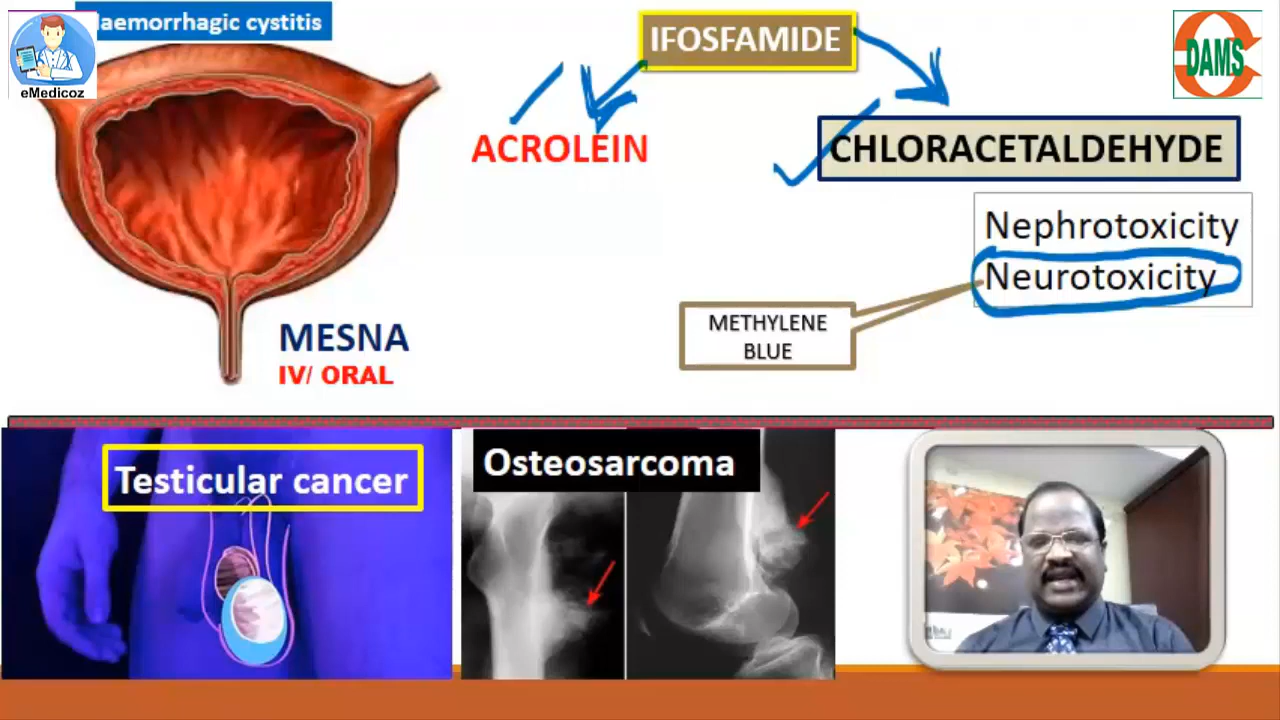 aemorrhagic cystitis
eMedicoz
IFOSFAMIDE
DAMS
ACROLEIN
CHLORACETALDEHYDE
Nephrotoxicity
Neurotoxicity
METHYLENE
BLUE
MESNA
IV/ ORAL
Testicular cancer
Osteosarcoma